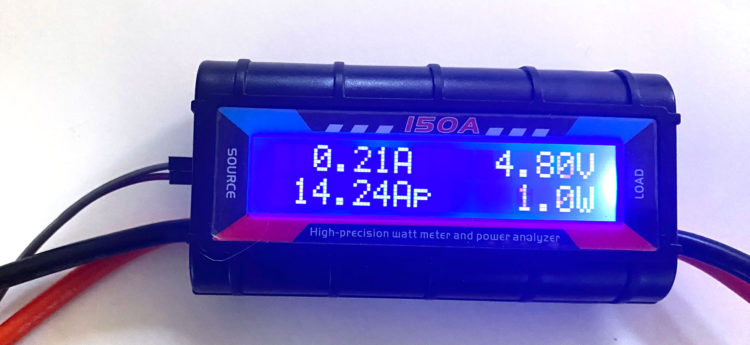 150A
SOURCE
0.21A 4.80V
14.24Ap 1.0W
LOAD
High-precision watt meter and power analyzer